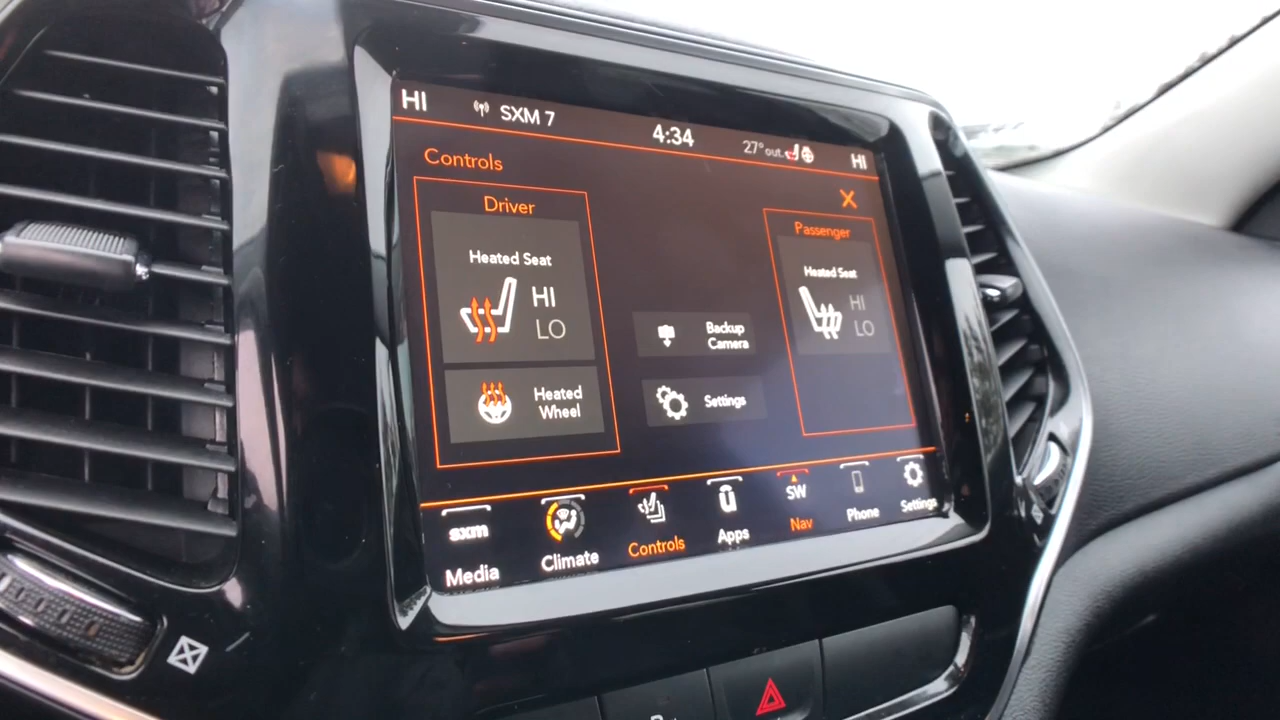 HI SXM 7 4:34 27° out. HI
Controls
Driver
Heated Seat
HI
LO
Heated
Wheel
Backup
Camera
Settings
Passenger
Heated Seat
HI
LO
sxm
Media
Climate
Controls
ū
Apps
SW
Nav
Phone
Settings